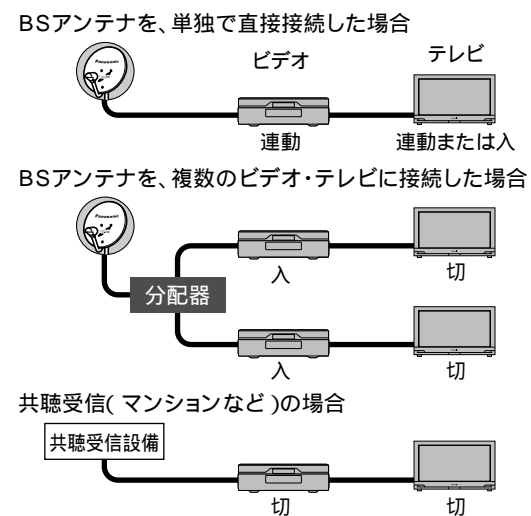 BSアンテナを、単独で直接接続した場合
Panasonic
ビデオ
テレビ
連動
連動または入
BSアンテナを、複数のビデオ・テレビに接続した場合
Panasonic
分配器
入
切
入
切
共聴受信(マンションなど)の場合
共聴受信設備
切
切